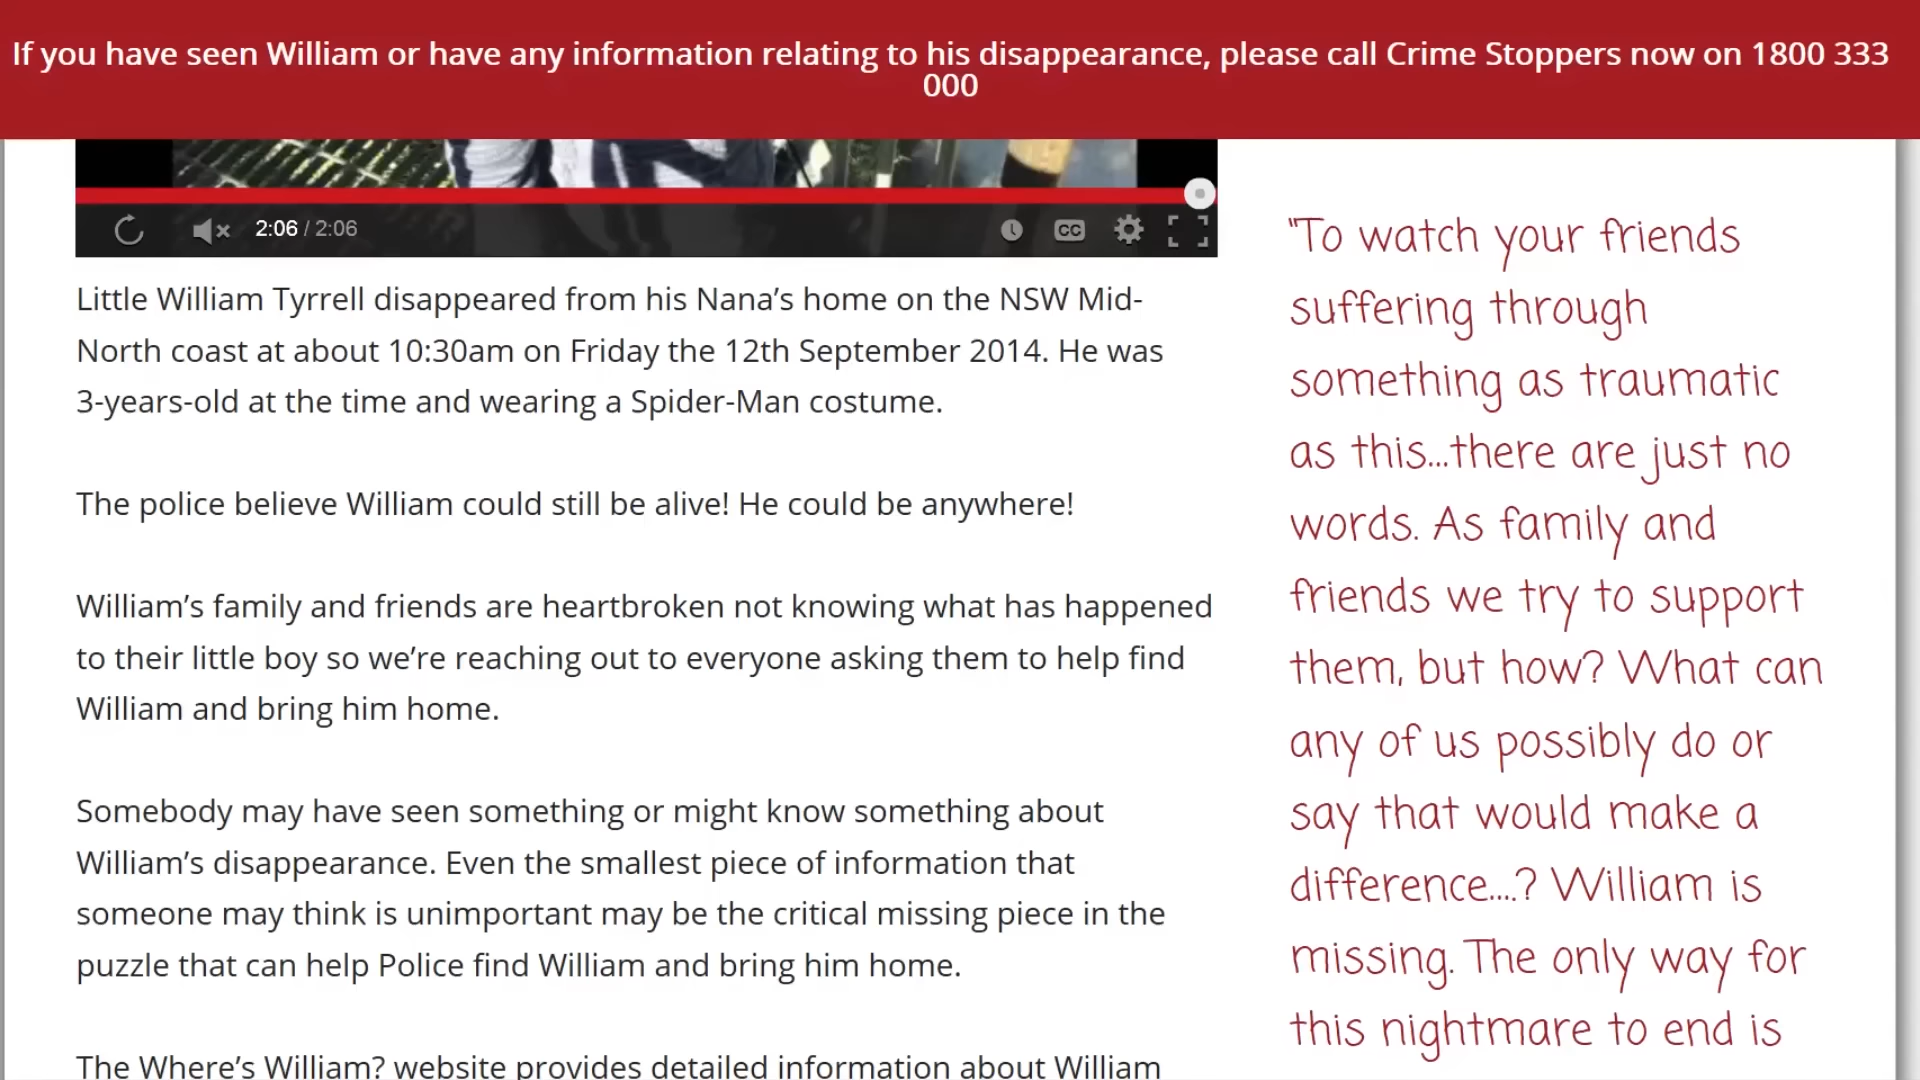 If you have seen William or have any information relating to his disappearance, please call Crime Stoppers now on 1800 333
000
2:06 / 2:06
CC
Little William Tyrrell disappeared from his Nana’s home on the NSW Mid-
North coast at about 10:30am on Friday the 12th September 2014. He was
3-years-old at the time and wearing a Spider-Man costume.
The police believe William could still be alive! He could be anywhere!
William’s family and friends are heartbroken not knowing what has happened
to their little boy so we’re reaching out to everyone asking them to help find
William and bring him home.
Somebody may have seen something or might know something about
William’s disappearance. Even the smallest piece of information that
someone may think is unimportant may be the critical missing piece in the
puzzle that can help Police find William and bring him home.
The Where’s William? website provides detailed information about William
"To watch your friends
suffering through
something as traumatic
as this...there are just no
words. As family and
friends we try to support
them, but how? What can
any of us possibly do or
say that would make a
difference....? William is
missing. The only way for
this nightmare to end is